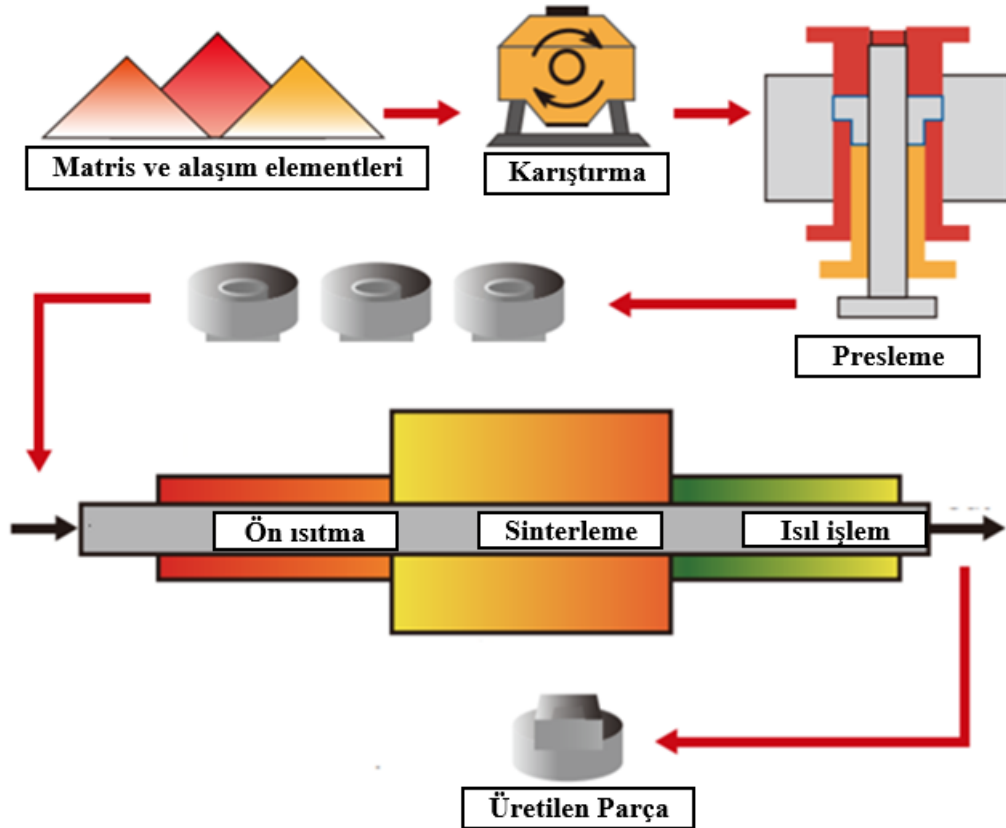 Matris ve alaşım elementleri
Karıştırma
Presleme
Ön ısıtma
Sinterleme
Isıl işlem
Üretilen Parça